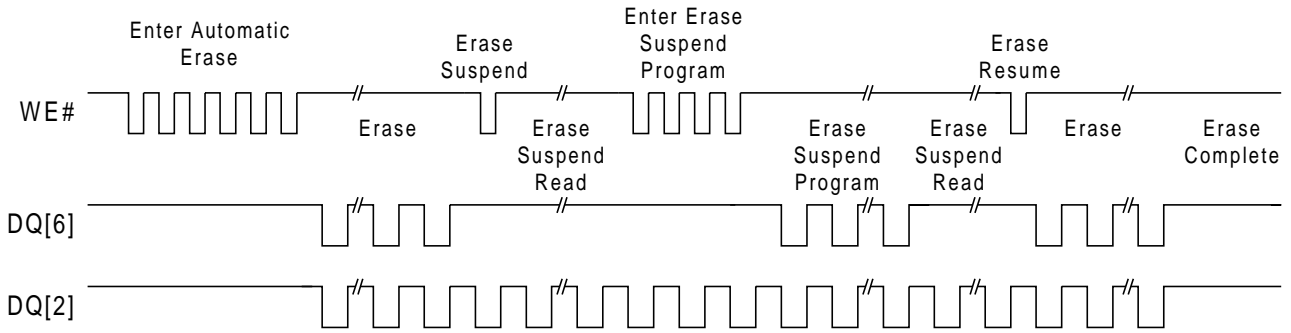 Enter Automatic
Erase
Erase
Suspend
Enter Erase
Suspend
Program
Erase
Resume
WE#
Erase
Erase
Suspend
Read
Erase
Suspend
Program
Erase
Suspend
Read
Erase
Erase
Complete
DQ[6]
DQ[2]